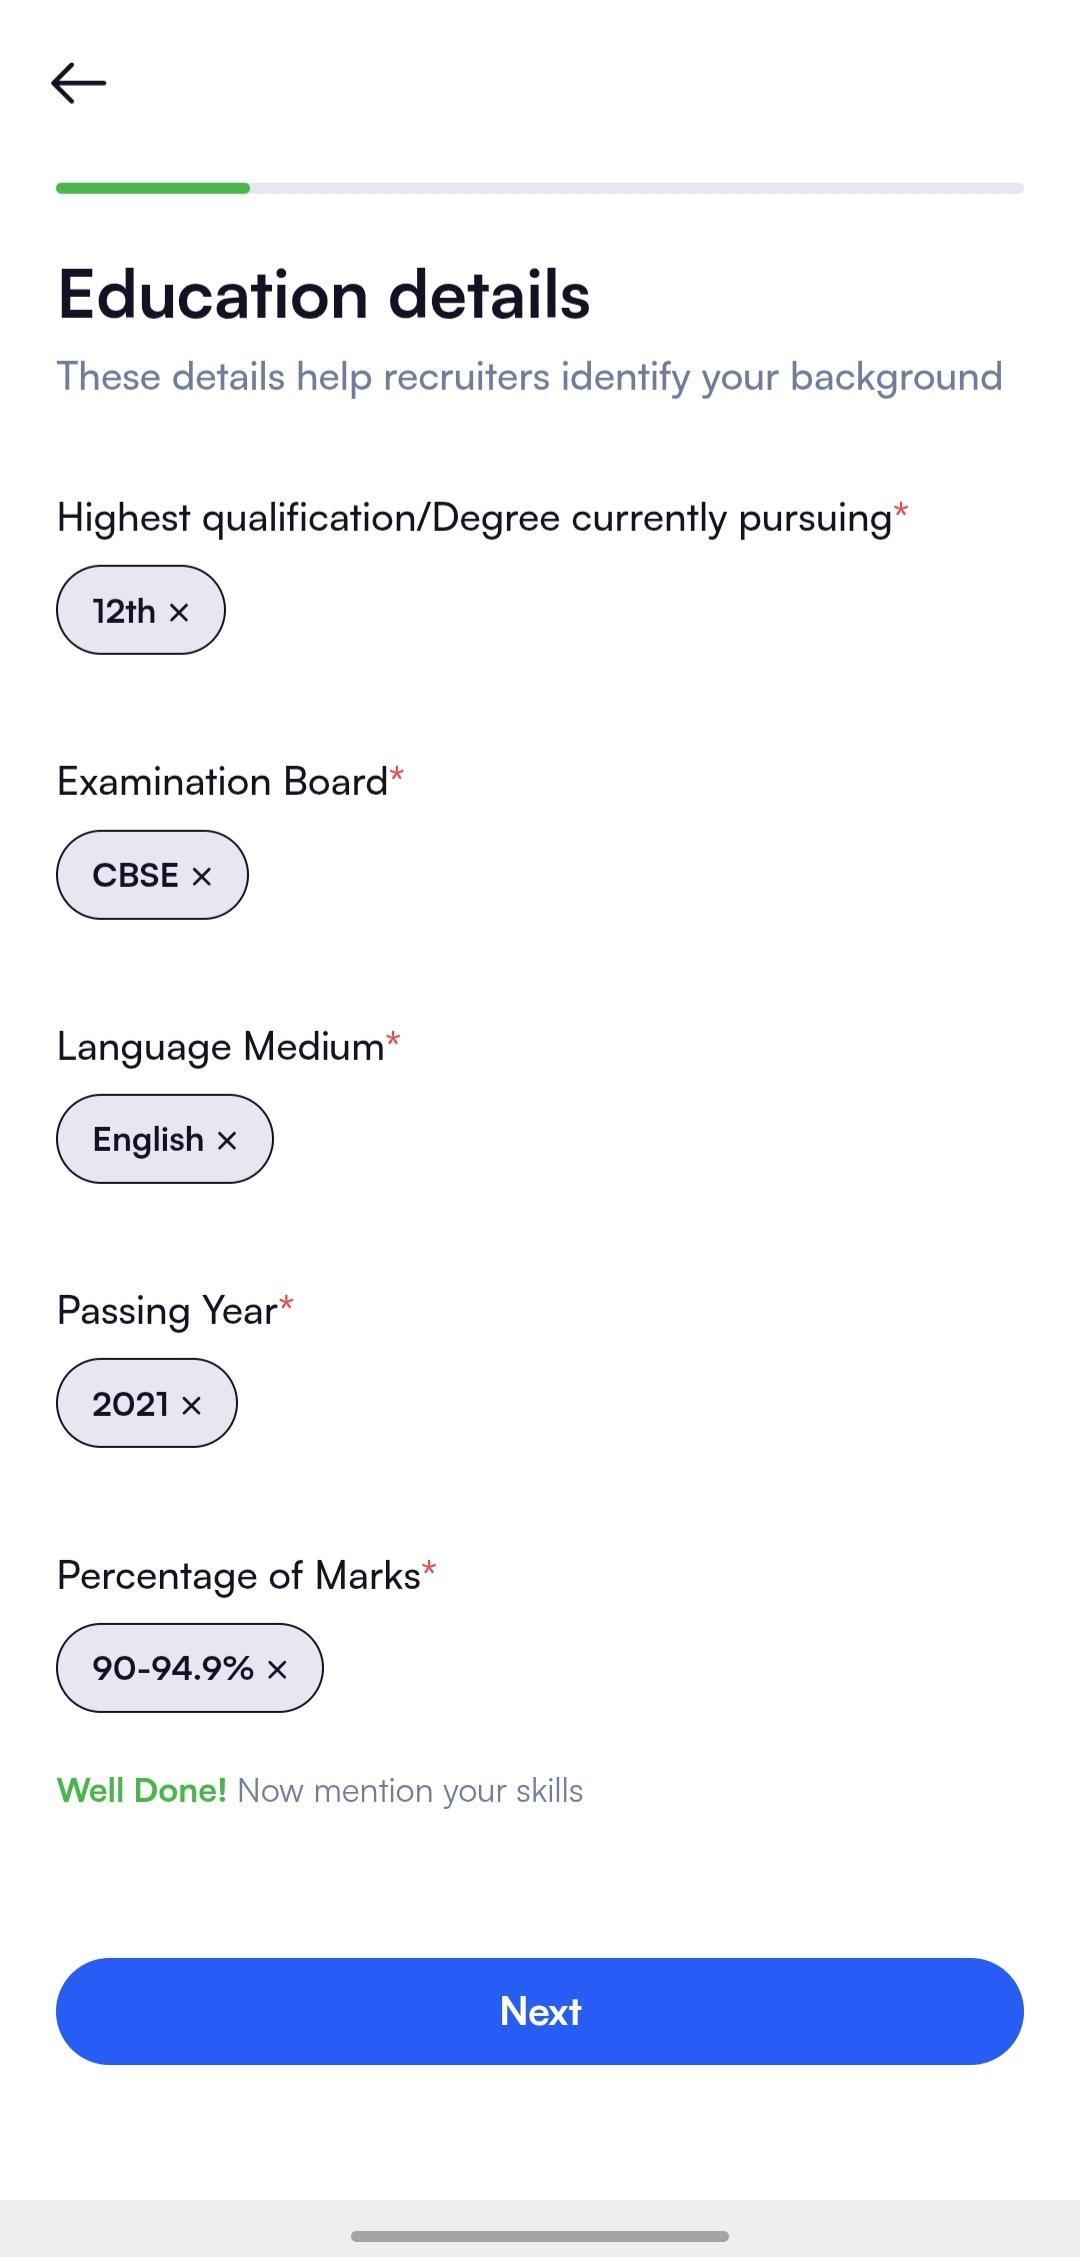 Education details
These details help recruiters identify your background
Highest qualification/Degree currently pursuing*
12th ×
Examination Board*
CBSE ×
Language Medium*
English ×
Passing Year*
2021 ×
Percentage of Marks*
90-94.9% ×
Well Done! Now mention your skills
Next